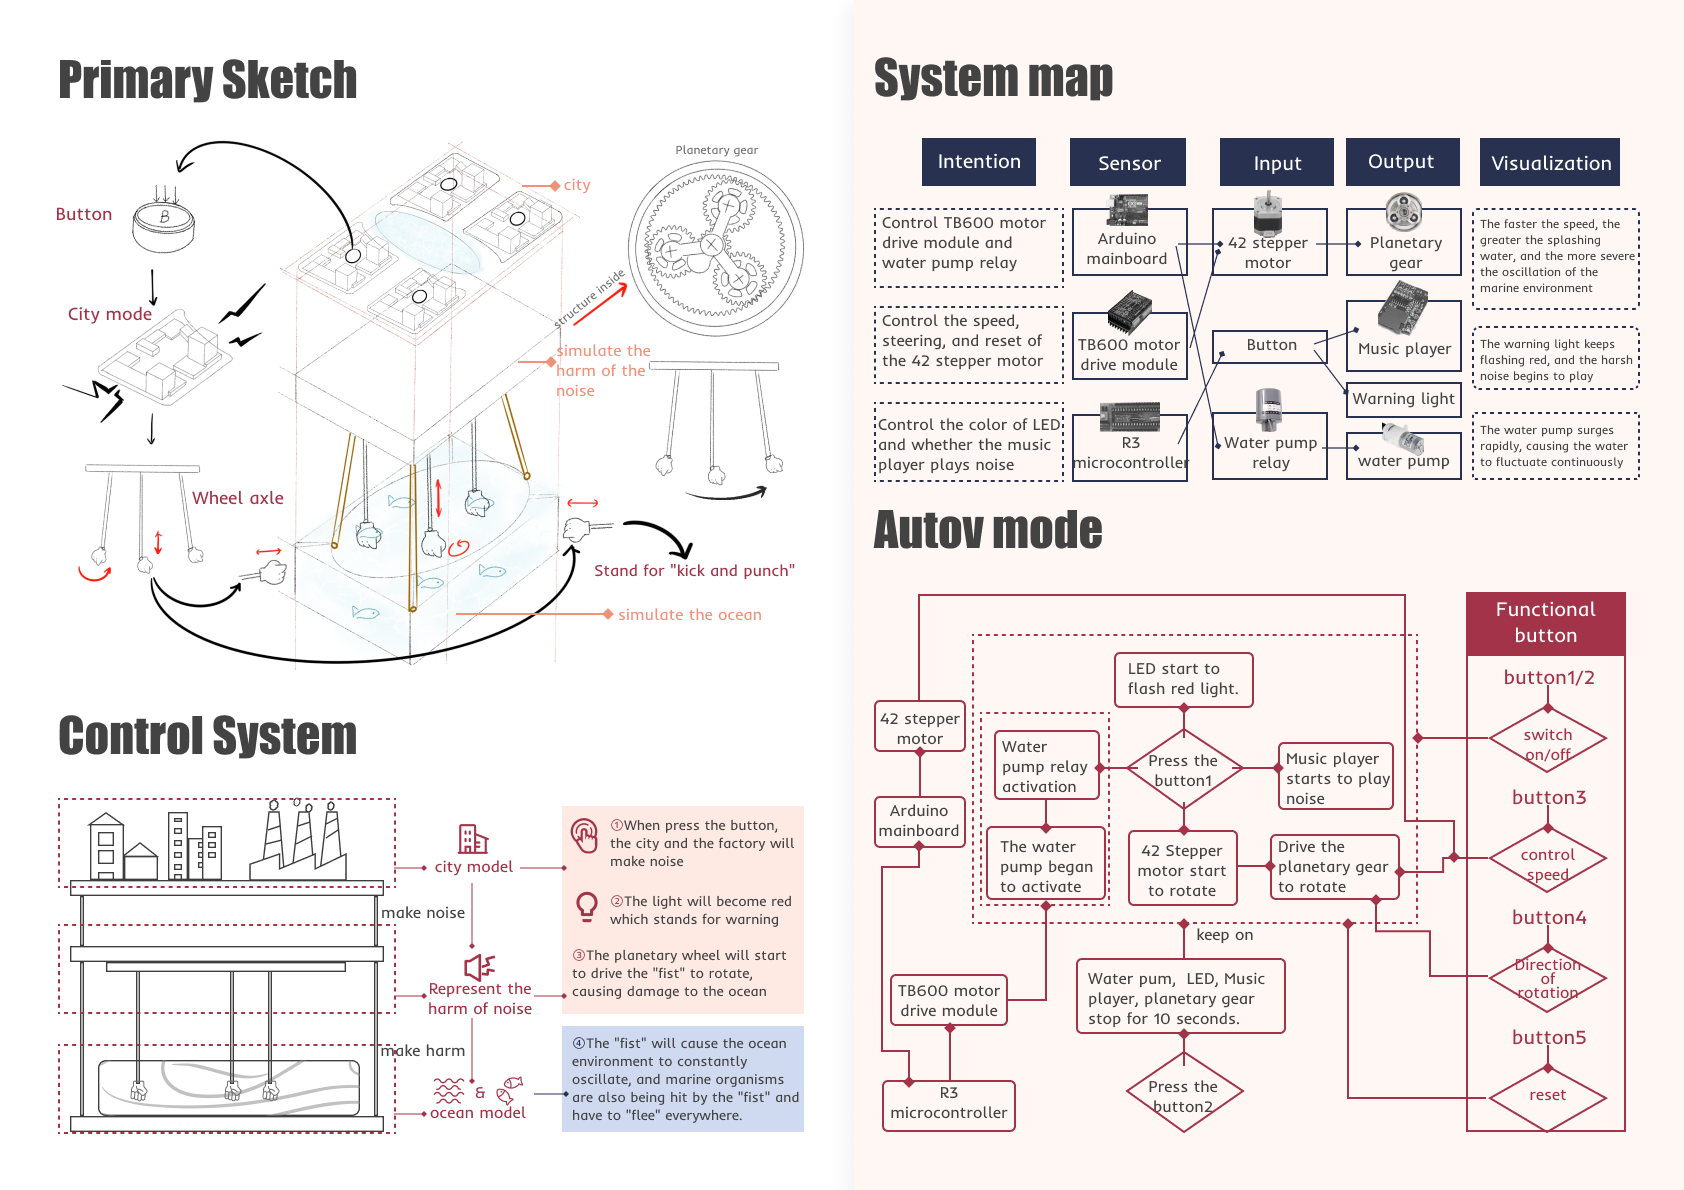 Primary Sketch
Planetary gear
city
Button
B
City mode
structure inside
simulate the
harm of the
noise
Wheel axle
Stand for "kick and punch"
simulate the ocean
Control System
city model
make noise
Represent the
harm of noise
make harm
&
ocean model
①When press the button,
the city and the factory will
make noise
②The light will become red
which stands for warning
③The planetary wheel will start
to drive the "fist" to rotate,
causing damage to the ocean
④The "fist" will cause the ocean
environment to constantly
oscillate, and marine organisms
are also being hit by the "fist" and
have to "flee" everywhere.
System map
Intention
Sensor
Input
Output
Visualization
Control TB600 motor
drive module and
water pump relay
Control the speed,
steering, and reset of
the 42 stepper motor
Control the color of LED
and whether the music
player plays noise
Arduino
mainboard
TB600 motor
drive module
R3
microcontroller
42 stepper
motor
Button
Water pump
relay
Planetary
gear
Music player
Warning light
water pump
The faster the speed, the
greater the splashing
water, and the more severe
the oscillation of the
marine environment
The warning light keeps
flashing red, and the harsh
noise begins to play
The water pump surges
rapidly, causing the water
to fluctuate continuously
Autov mode
42 stepper
motor
Arduino
mainboard
TB600 motor
drive module
R3
microcontroller
LED start to
flash red light.
Water
pump relay
activation
Press the
button1
Music player
starts to play
noise
The water
pump began
to activate
42 Stepper
motor start
to rotate
Drive the
planetary gear
to rotate
keep on
Water pum, LED, Music
player, planetary gear
stop for 10 seconds.
Press the
button2
Functional
button
button1/2
switch
on/off
button3
control
speed
button4
Direction
of
rotation
button5
reset